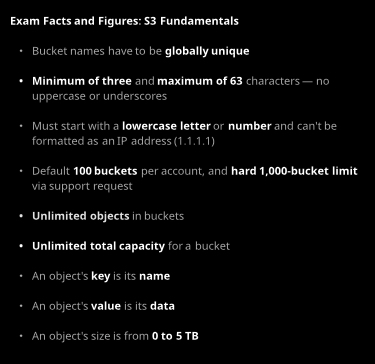 Exam Facts and Figures: S3 Fundamentals
• Bucket names have to be globally unique
• Minimum of three and maximum of 63 characters — no
uppercase or underscores
• Must start with a lowercase letter or number and can't be
formatted as an IP address (1.1.1.1)
• Default 100 buckets per account, and hard 1,000-bucket limit
via support request
• Unlimited objects in buckets
• Unlimited total capacity for a bucket
• An object's key is its name
• An object's value is its data
• An object's size is from 0 to 5 TB